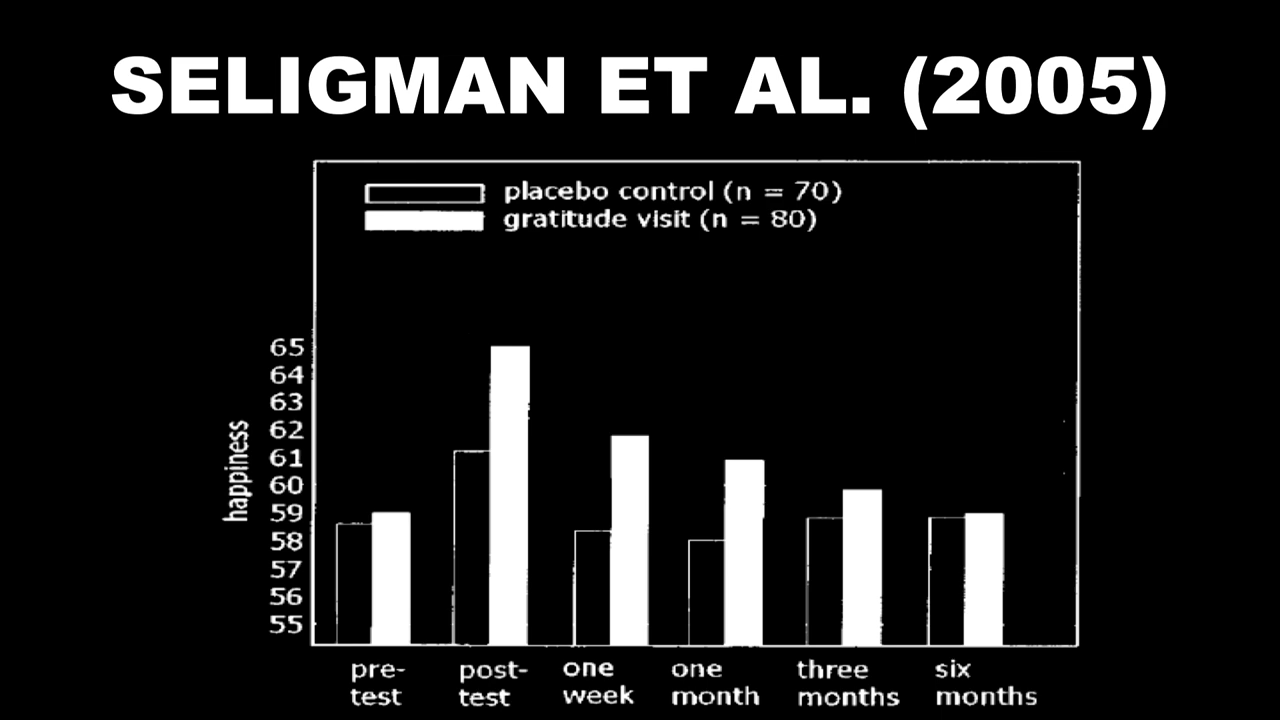 SELIGMAN ET AL. (2005)
placebo control (n = 70)
gratitude visit (n = 80)
65
64
63
62
61
60
59
58
57
56
55
happiness
pre-
test
post-
test
one
week
one
month
three
months
six
months